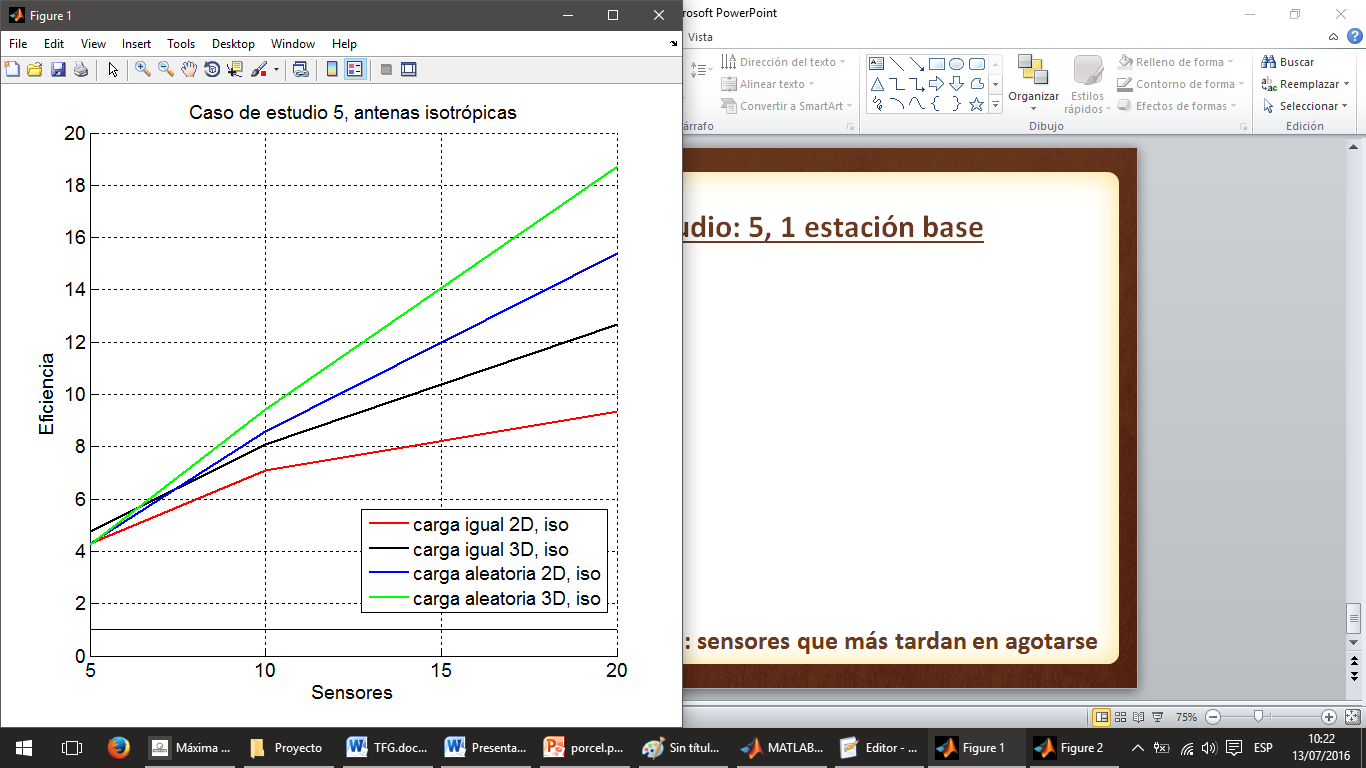 Figure 1
File Edit View Insert Tools Desktop Window Help
Caso de estudio 5, antenas isotrópicas
20
18
16
14
12
10
8
6
4
2
0
Eficiencia
5 10 15 20
Sensores
carga igual 2D, iso
carga igual 3D, iso
carga aleatoria 2D, iso
carga aleatoria 3D, iso
rosoft PowerPoint
Vista
Dirección del texto
Alinear texto
Convertir a SmartArt
árrafo
Organizar
Estilos
rápidos
Relleno de forma
Contorno de forma
Efectos de formas
Dibujo
Buscar
Reemplazar
Seleccionar
Edición
udio: 5, 1 estación base
: sensores que más tardan en agotarse
75%
Máxima ...
Proyecto
TFG.doc...
Presenta...
porcel.p...
Sin títul...
MATLAB...
Editor - ...
Figure 1
Figure 2
ESP
10:22
13/07/2016